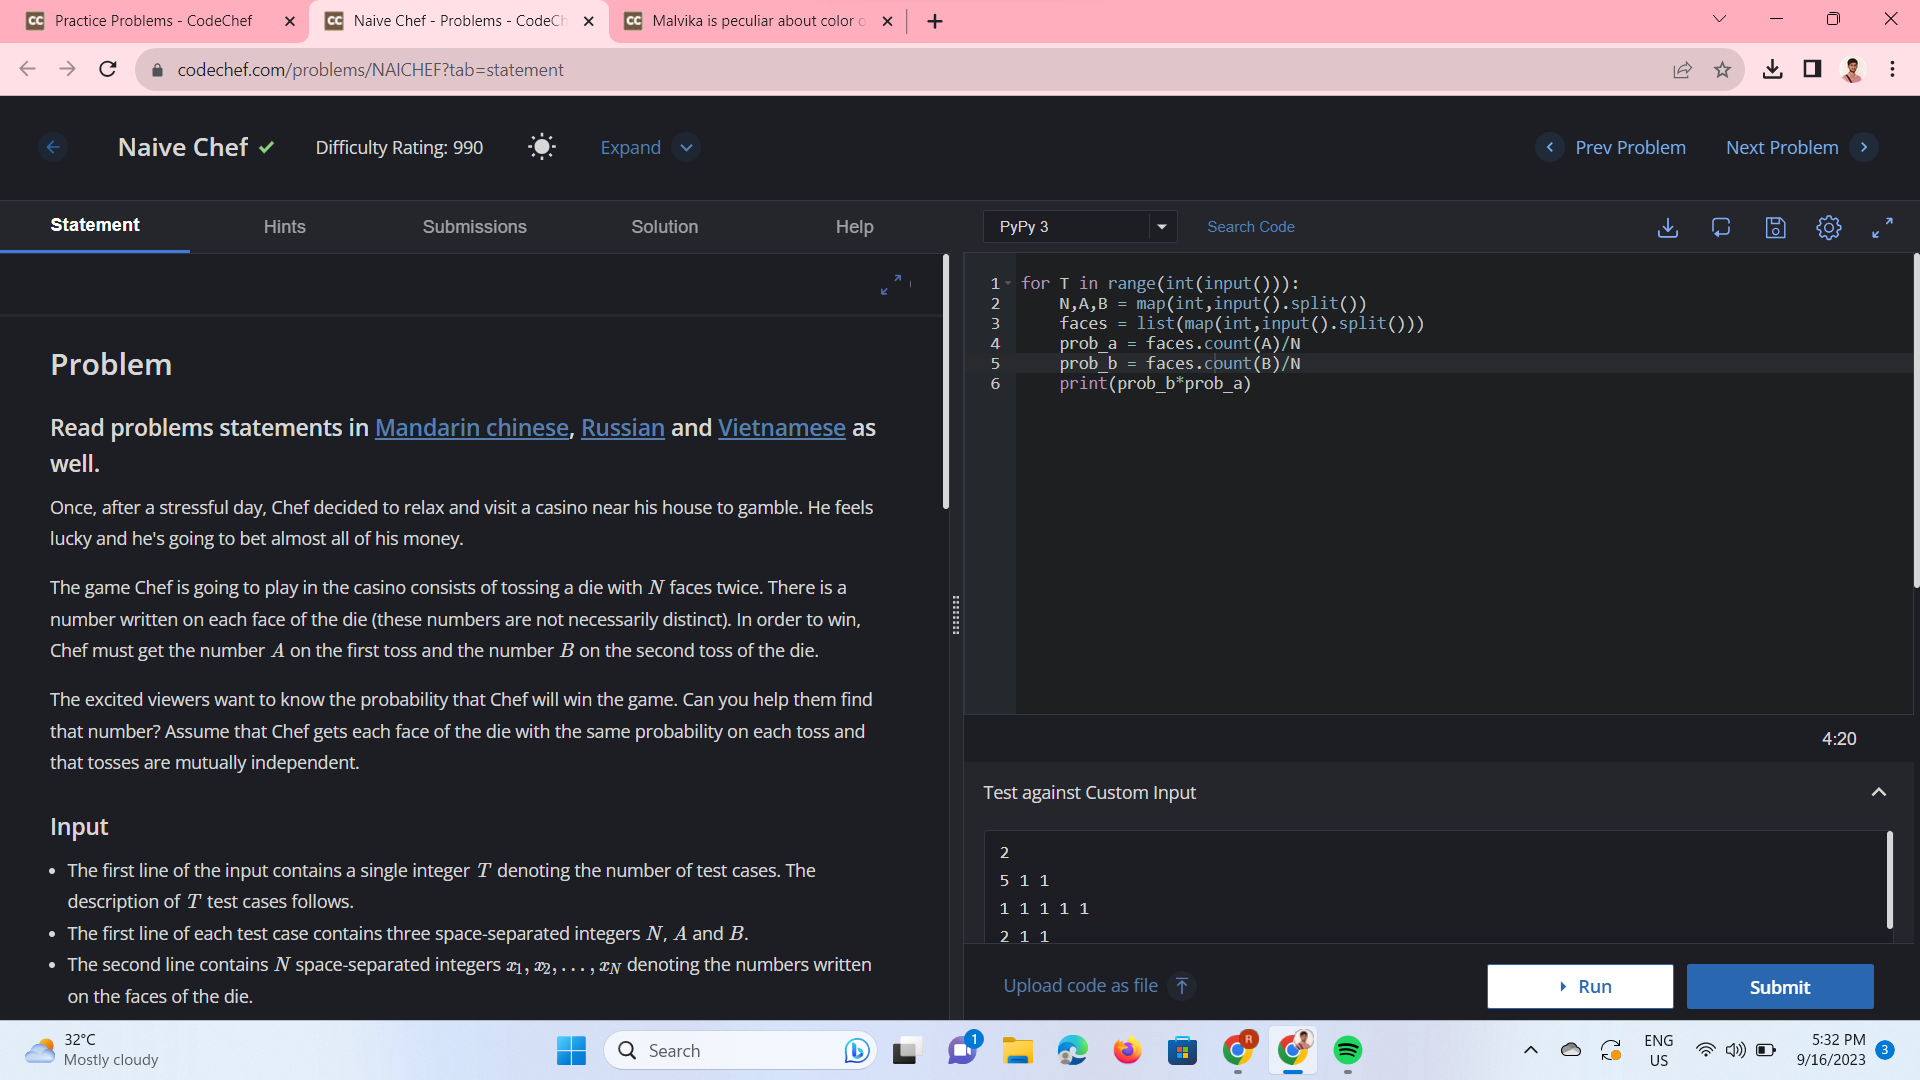 Practice Problems - CodeChef
Naive Chef - Problems - CodeCh
Malvika is peculiar about color o
codechef.com/problems/NAICHEF?tab=statement
Naive Chef
Difficulty Rating: 990
Expand
Prev Problem
Next Problem
Statement
Hints
Submissions
Solution
Help
PyPy 3
Search Code
Problem
Read problems statements in Mandarin chinese, Russian and Vietnamese as
well.
Once, after a stressful day, Chef decided to relax and visit a casino near his house to gamble. He feels
lucky and he's going to bet almost all of his money.
The game Chef is going to play in the casino consists of tossing a die with N faces twice. There is a
number written on each face of the die (these numbers are not necessarily distinct). In order to win,
Chef must get the number A on the first toss and the number B on the second toss of the die.
The excited viewers want to know the probability that Chef will win the game. Can you help them find
that number? Assume that Chef gets each face of the die with the same probability on each toss and
that tosses are mutually independent.
Input
• The first line of the input contains a single integer T denoting the number of test cases. The
description of T test cases follows.
• The first line of each test case contains three space-separated integers N, A and B.
• The second line contains N space-separated integers x1, x2, . . . , xN denoting the numbers written
on the faces of the die.
1 for T in range(int(input())):
2     N,A,B = map(int,input().split())
3     faces = list(map(int,input().split()))
4     prob_a = faces.count(A)/N
5     prob_b = faces.count(B)/N
6     print(prob_b*prob_a)
4:20
Test against Custom Input
2
5 1 1
1 1 1 1 1
2 1 1
Upload code as file
Run
Submit
32°C
Mostly cloudy
Search
1
R
ENG
US
5:32 PM
9/16/2023
3